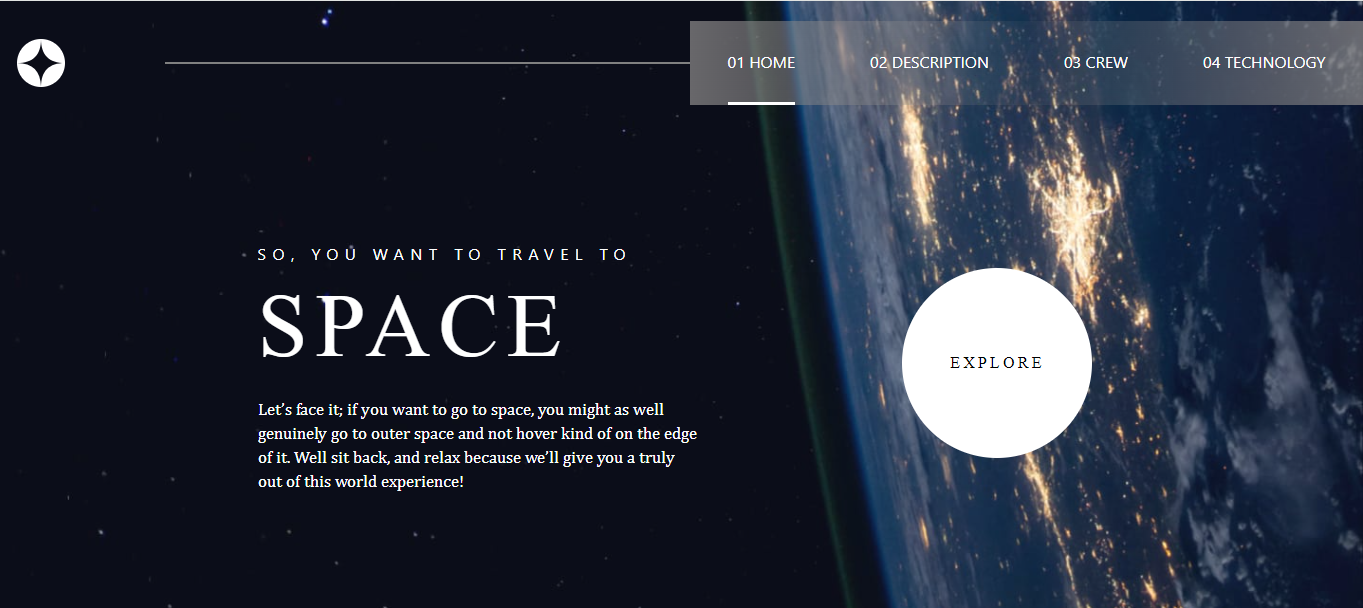 01 HOME 02 DESCRIPTION 03 CREW 04 TECHNOLOGY
SO, YOU WANT TO TRAVEL TO
SPACE
Let’s face it; if you want to go to space, you might as well
genuinely go to outer space and not hover kind of on the edge
of it. Well sit back, and relax because we’ll give you a truly
out of this world experience!
EXPLORE